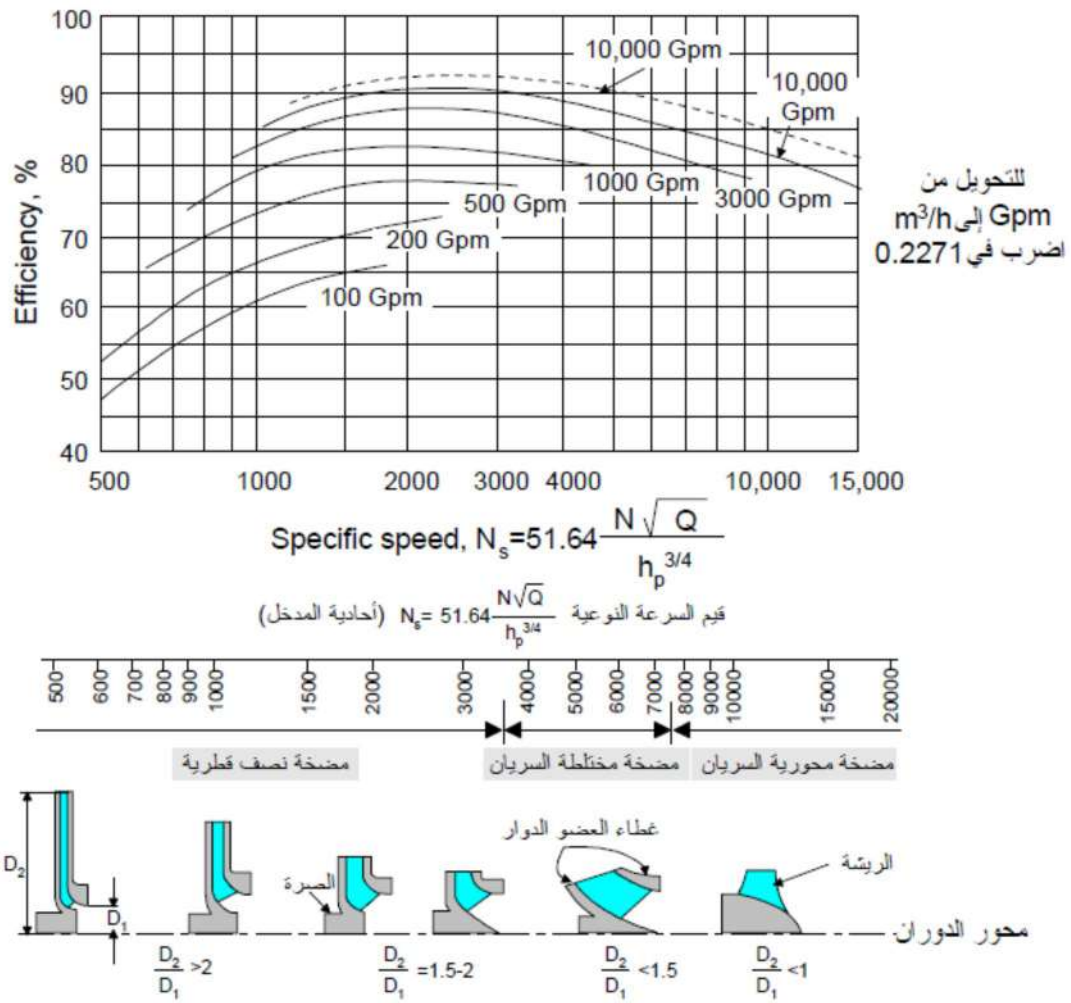 100
90
80
70
60
50
40
Efficiency, %
10,000 Gpm
10,000
Gpm
1000 Gpm
3000 Gpm
500 Gpm
200 Gpm
100 Gpm
500 1000 2000 3000 4000 10,000 15,000
للتحويل من
Gpm إلى m³/h
اضرب في 0.2271
Specific speed, Nₛ=51.64 N√Q / hₚ^3/4
قيم السرعة النوعية Nₛ= 51.64 N√Q / hₚ^3/4 (أحادية المدخل)
500 600 700 800 900 1000 1500 2000 3000 4000 5000 6000 7000 8000 9000 10000 15000 20000
مضخة نصف قطرية
مضخة مختلطة السريان
مضخة محورية السريان
غطاء العضو الدوار
الريشة
الصرة
D₂
D₁
محور الدوران
D₂/D₁ >2
D₂/D₁ =1.5-2
D₂/D₁ <1.5
D₂/D₁ <1